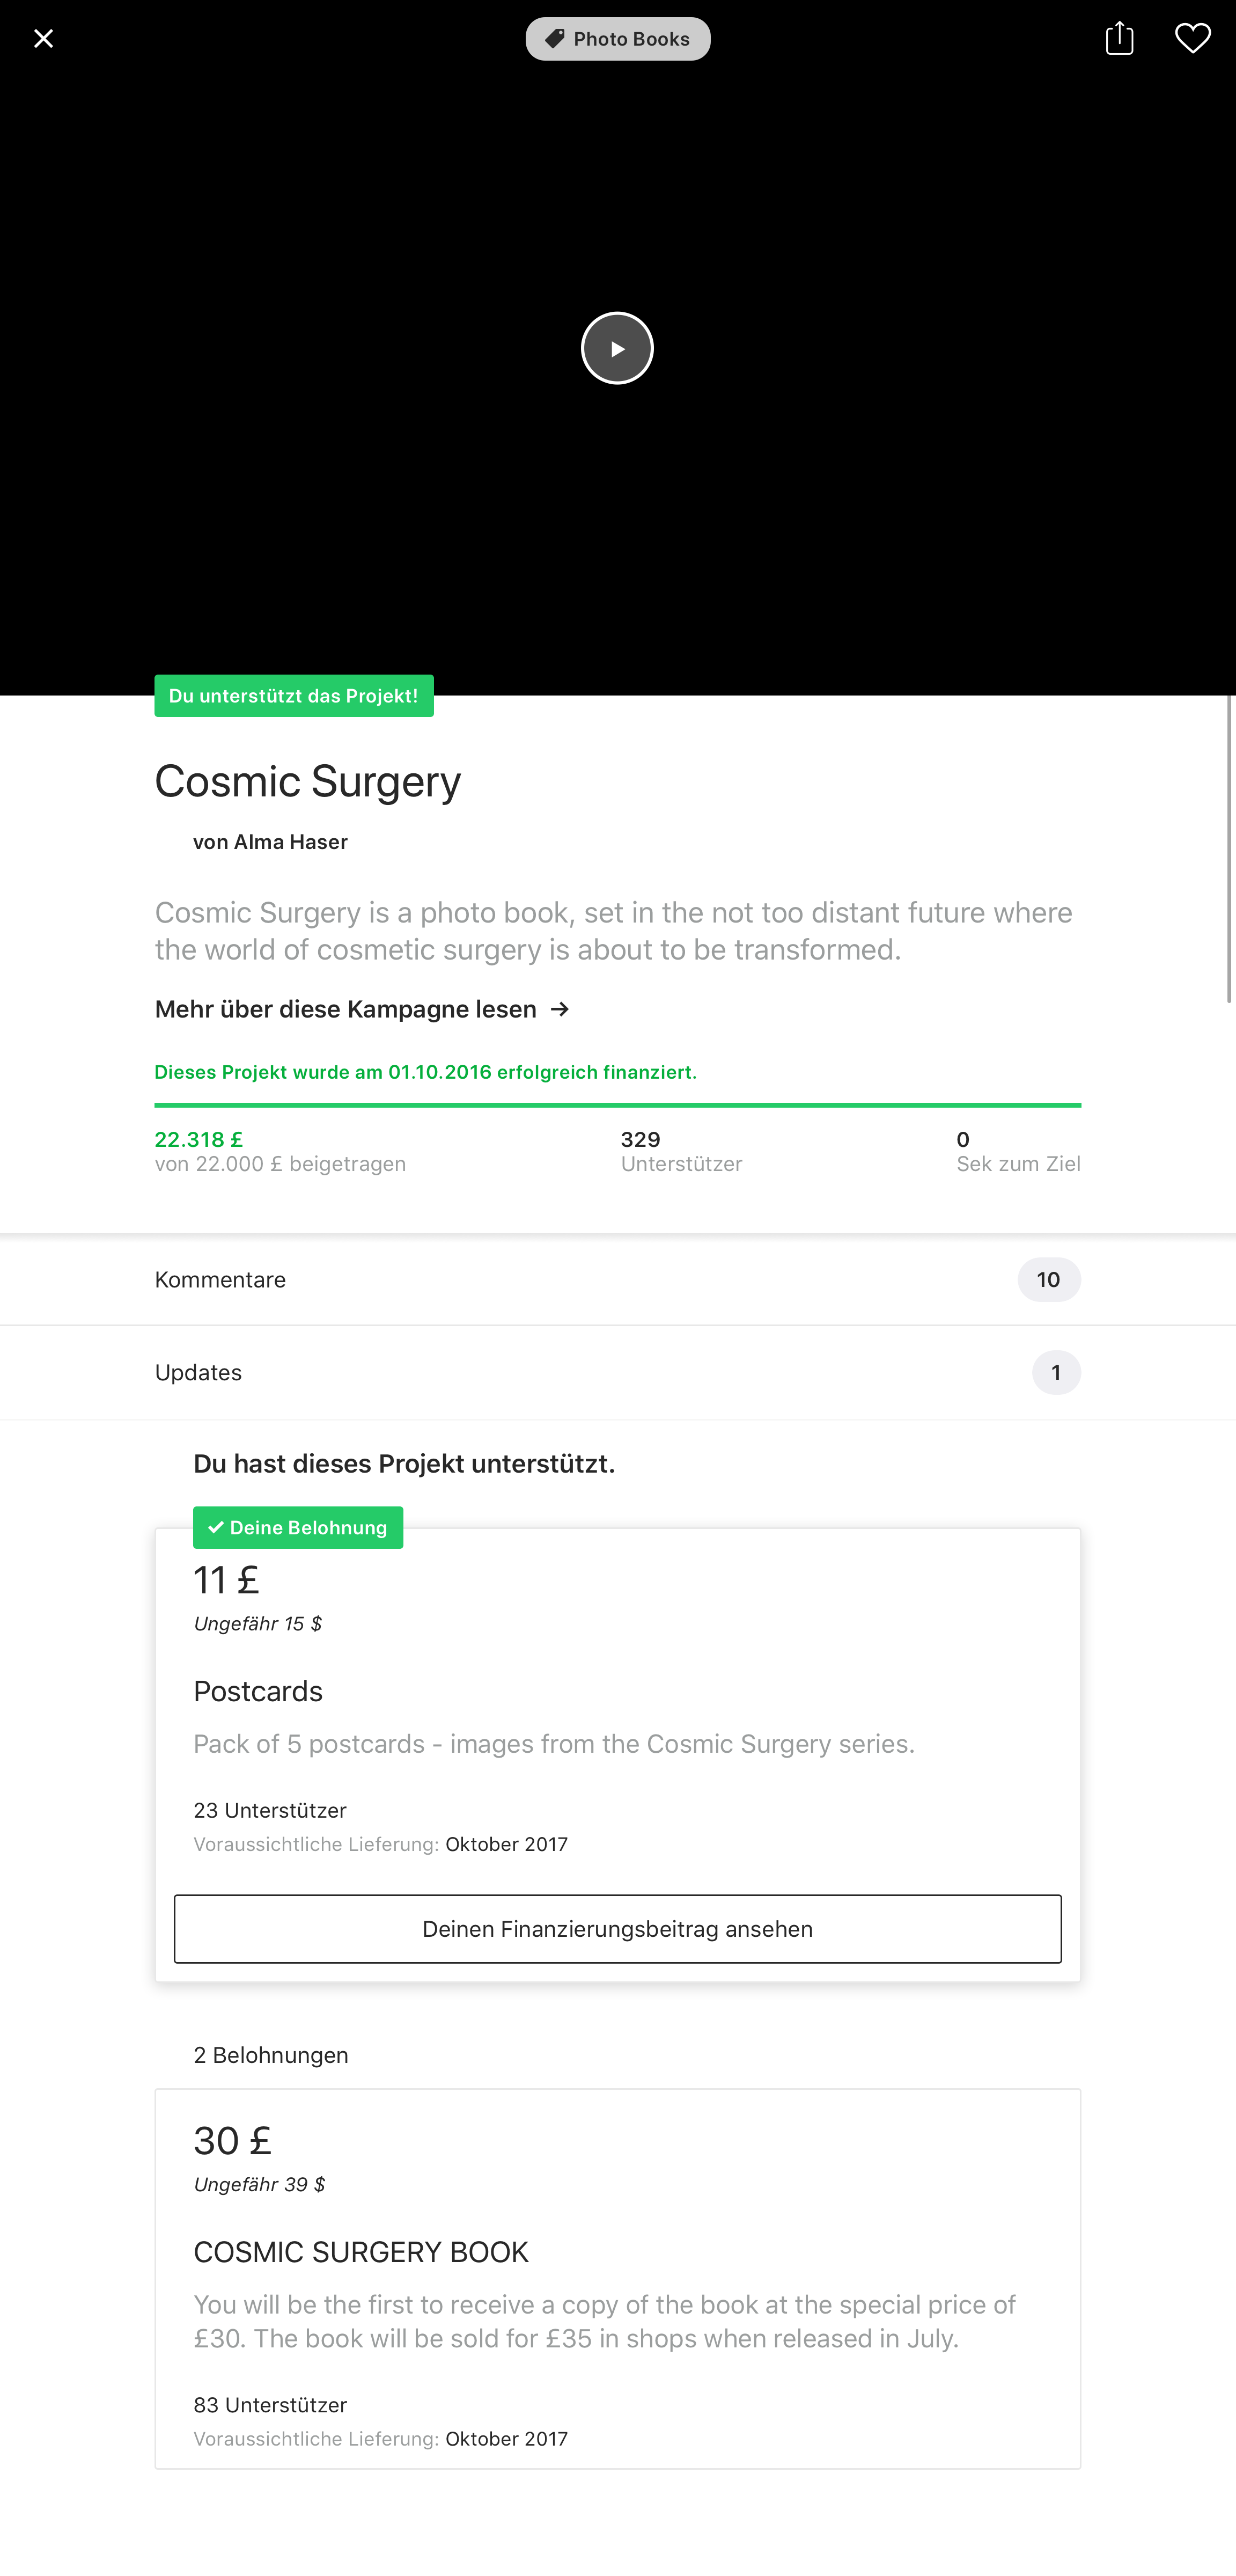 Photo Books
Du unterstützt das Projekt!
Cosmic Surgery
von Alma Haser
Cosmic Surgery is a photo book, set in the not too distant future where
the world of cosmetic surgery is about to be transformed.
Mehr über diese Kampagne lesen →
Dieses Projekt wurde am 01.10.2016 erfolgreich finanziert.
22.318 £
von 22.000 £ beigetragen
329
Unterstützer
0
Sek zum Ziel
Kommentare
10
Updates
1
Du hast dieses Projekt unterstützt.
✓ Deine Belohnung
11 £
Ungefähr 15 $
Postcards
Pack of 5 postcards - images from the Cosmic Surgery series.
23 Unterstützer
Voraussichtliche Lieferung: Oktober 2017
Deinen Finanzierungsbeitrag ansehen
2 Belohnungen
30 £
Ungefähr 39 $
COSMIC SURGERY BOOK
You will be the first to receive a copy of the book at the special price of
£30. The book will be sold for £35 in shops when released in July.
83 Unterstützer
Voraussichtliche Lieferung: Oktober 2017